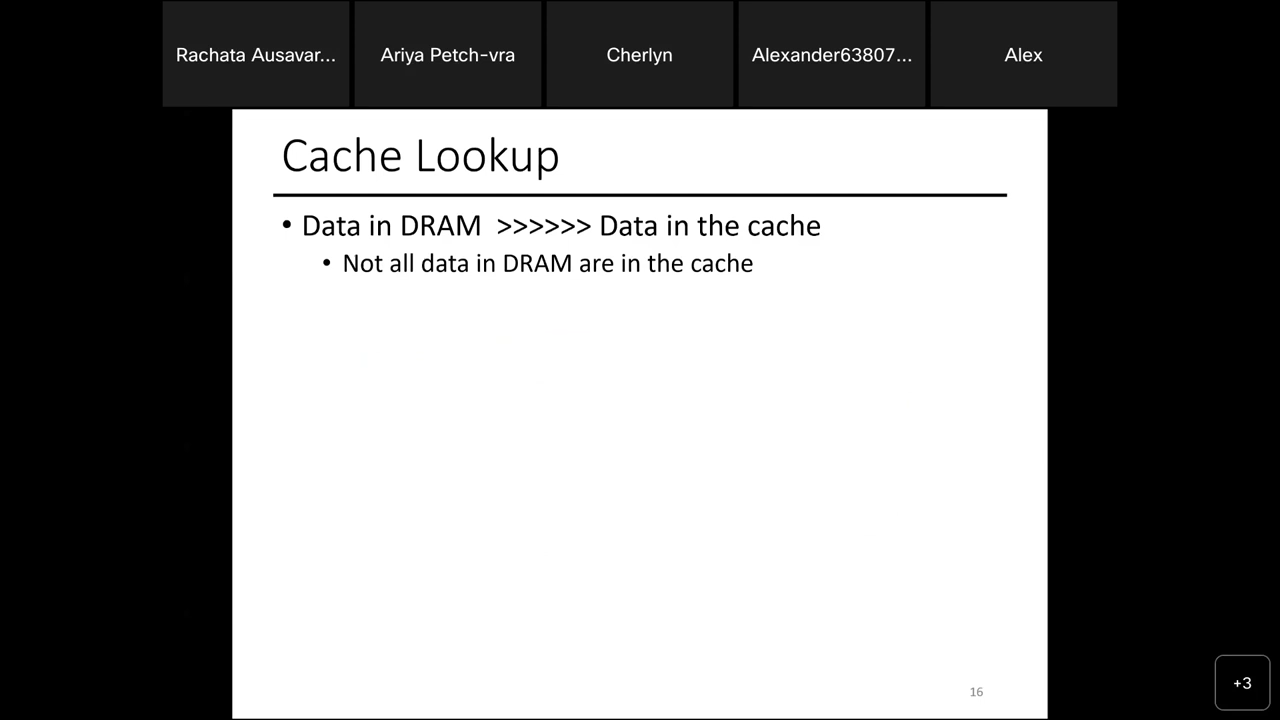 Rachata Ausavar...
Ariya Petch-vra
Cherlyn
Alexander63807...
Alex
Cache Lookup
• Data in DRAM >>>>>> Data in the cache
• Not all data in DRAM are in the cache
16
+3